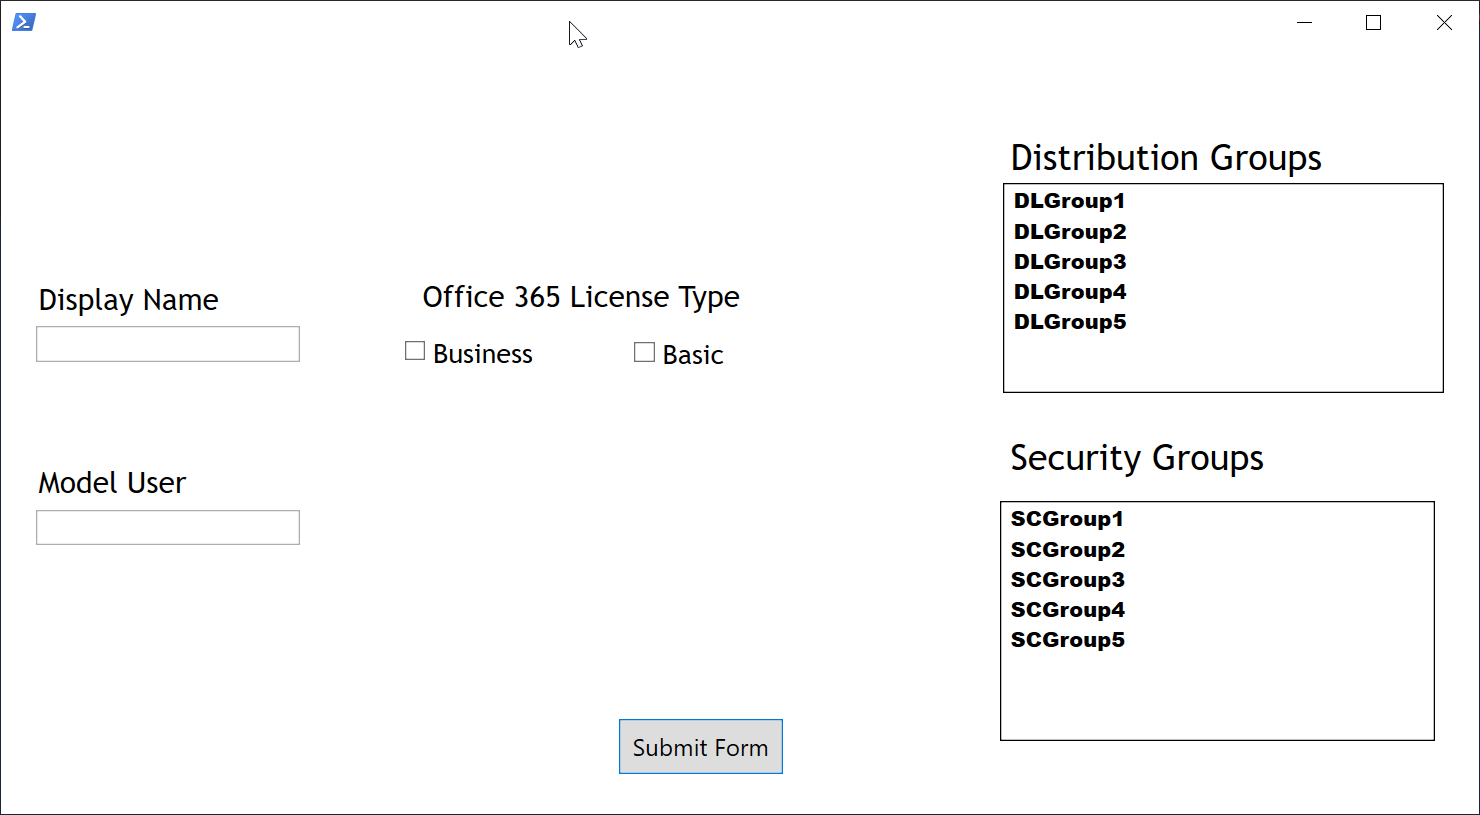 Distribution Groups
DLGroup1
DLGroup2
DLGroup3
DLGroup4
DLGroup5
Display Name
Office 365 License Type
Business
Basic
Security Groups
Model User
SCGroup1
SCGroup2
SCGroup3
SCGroup4
SCGroup5
Submit Form